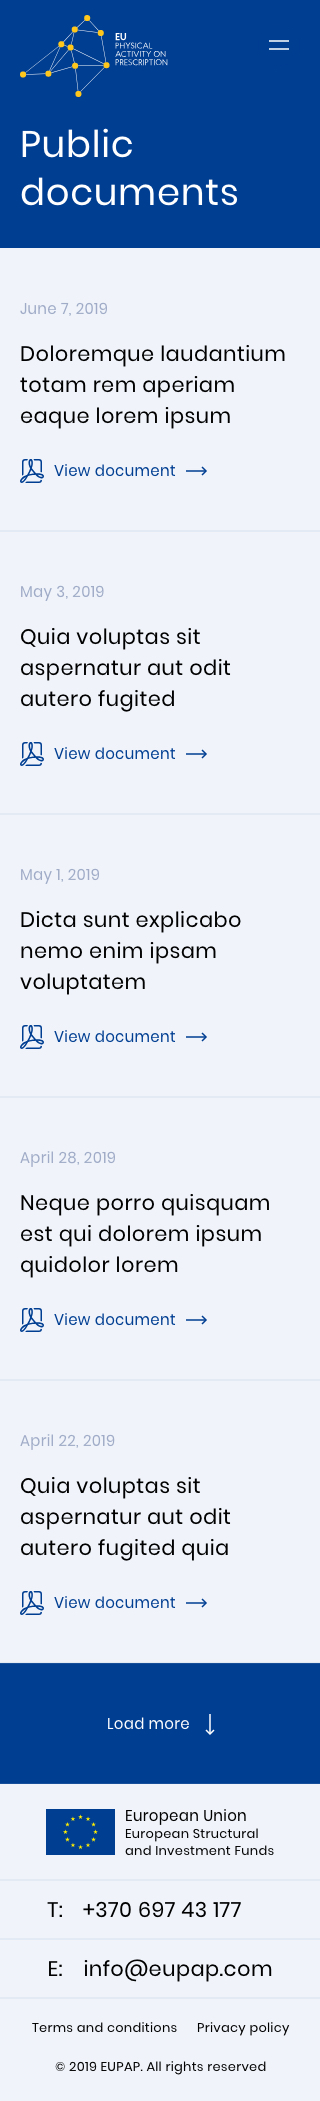 EU
PHYSICAL
ACTIVITY ON
PRESCRIPTION
Public
documents
June 7, 2019
Doloremque laudantium
totam rem aperiam
eaque lorem ipsum
View document
May 3, 2019
Quia voluptas sit
aspernatur aut odit
autero fugited
View document
May 1, 2019
Dicta sunt explicabo
nemo enim ipsam
voluptatem
View document
April 28, 2019
Neque porro quisquam
est qui dolorem ipsum
quidolor lorem
View document
April 22, 2019
Quia voluptas sit
aspernatur aut odit
autero fugited quia
View document
Load more
European Union
European Structural
and Investment Funds
T: +370 697 43 177
E: info@eupap.com
Terms and conditions Privacy policy
© 2019 EUPAP. All rights reserved